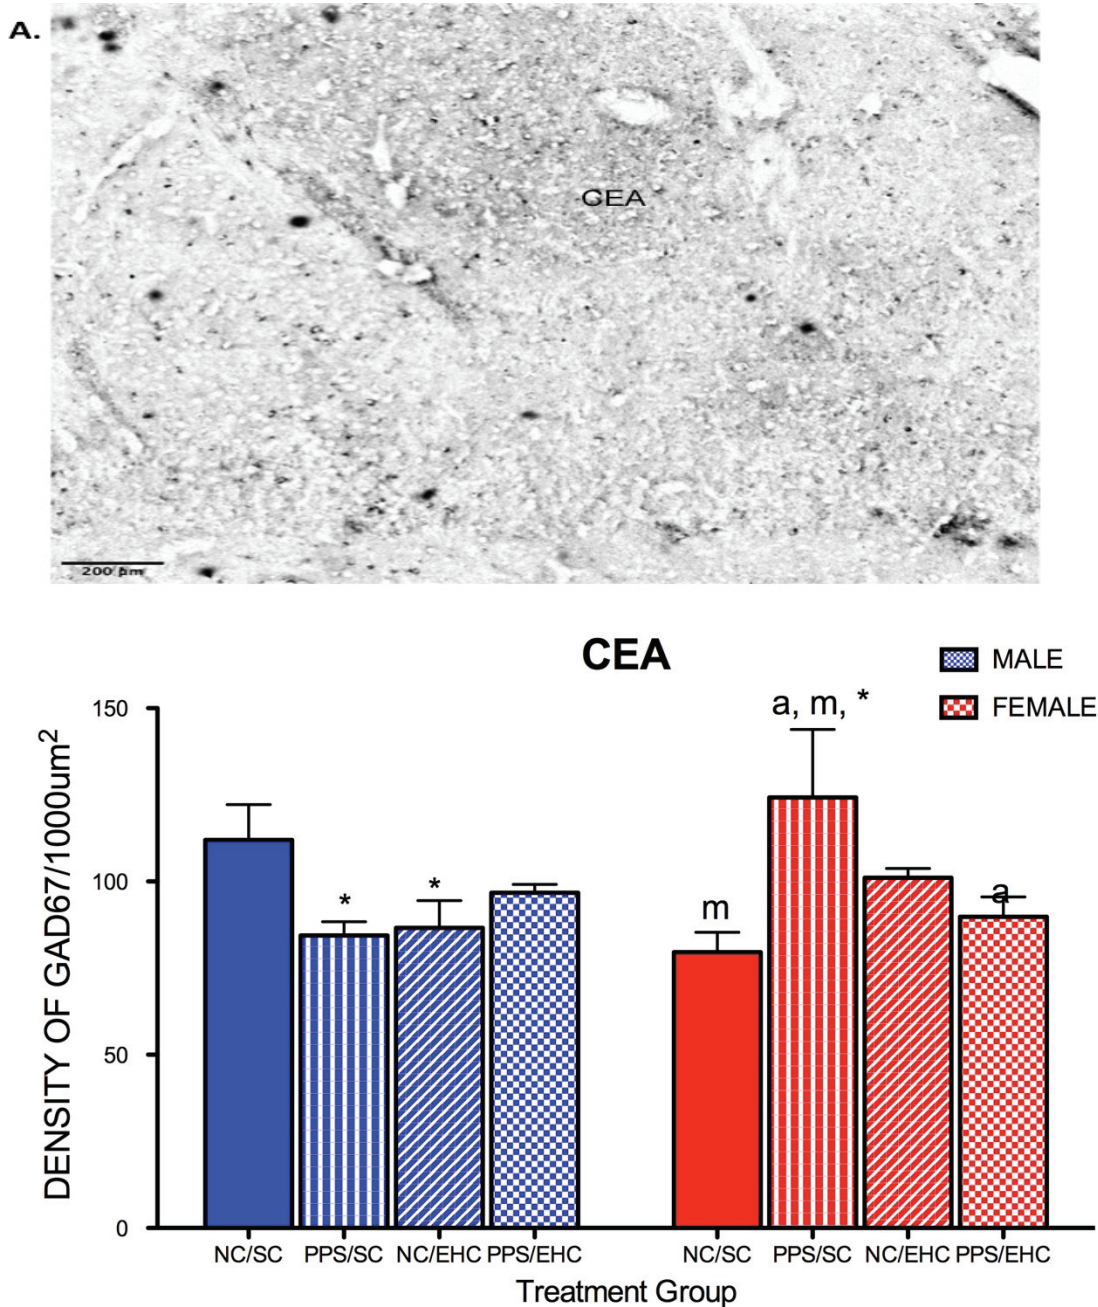 A.
CEA
200 µm
CEA
MALE
FEMALE
DENSITY OF GAD67/1000um²
150
100
50
0
*
*
m
a, m, *
a
NC/SC PPS/SC NC/EHC PPS/EHC NC/SC PPS/SC NC/EHC PPS/EHC
Treatment Group